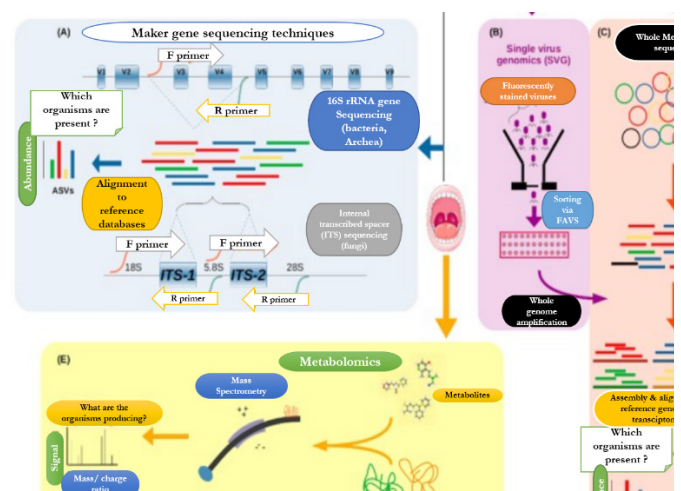 (A)
Maker gene sequencing techniques
F primer
V1
V2
V3
V4
V5
V6
V7
V8
V9
R primer
Which
organisms are
present ?
16S rRNA gene
Sequencing
(bacteria,
Archea)
Abundance
ASVs
Alignment
to
reference
databases
Internal
transcribed spacer
(ITS) sequencing
(fungi)
F primer
F primer
18S
ITS-1
5.8S
ITS-2
28S
R primer
R primer
(B)
Single virus
genomics (SVG)
Fluorescently
stained viruses
Sorting
via
FAVS
Whole
genome
amplification
(C)
Whole Me
seque
Assembly & alig
reference gen
transcipto
Which
organisms are
present ?
ce
(E)
Metabolomics
Mass
Spectrometry
Metabolites
What are the
organisms producing?
Signal
Mass/ charge
ratio